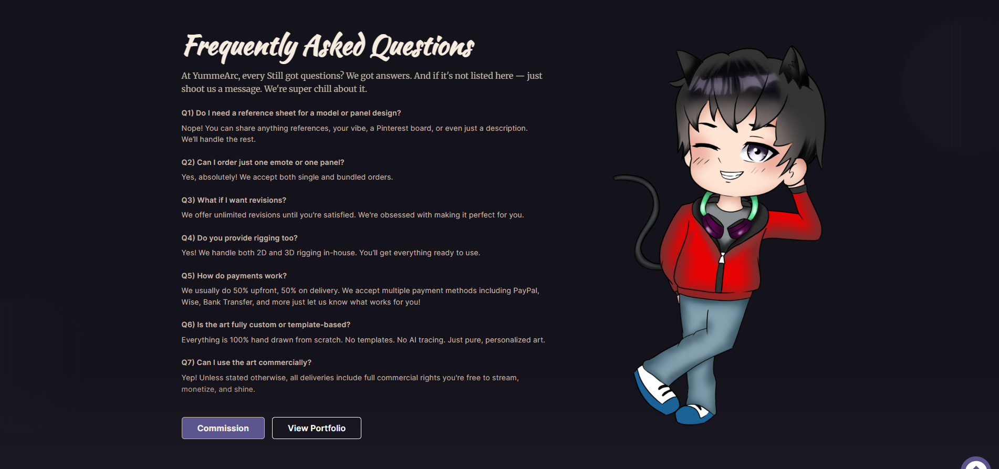 Frequently Asked Questions
At YummeArc, every Still got questions? We got answers. And if it's not listed here — just
shoot us a message. We're super chill about it.
Q1) Do I need a reference sheet for a model or panel design?
Nope! You can share anything references, your vibe, a Pinterest board, or even just a description.
We’ll handle the rest.
Q2) Can I order just one emote or one panel?
Yes, absolutely! We accept both single and bundled orders.
Q3) What if I want revisions?
We offer unlimited revisions until you're satisfied. We're obsessed with making it perfect for you.
Q4) Do you provide rigging too?
Yes! We handle both 2D and 3D rigging in-house. You’ll get everything ready to use.
Q5) How do payments work?
We usually do 50% upfront, 50% on delivery. We accept multiple payment methods including PayPal,
Wise, Bank Transfer, and more just let us know what works for you!
Q6) Is the art fully custom or template-based?
Everything is 100% hand drawn from scratch. No templates. No AI tracing. Just pure, personalized art.
Q7) Can I use the art commercially?
Yep! Unless stated otherwise, all deliveries include full commercial rights you're free to stream,
monetize, and shine.
Commission
View Portfolio